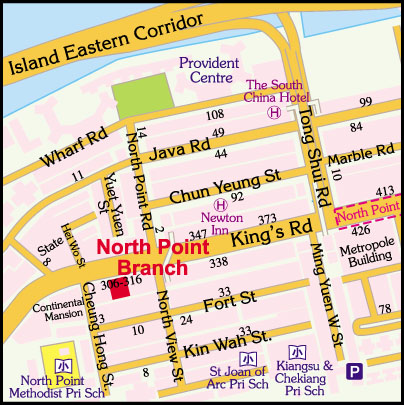 Island Eastern Corridor
Provident
Centre
The South
China Hotel
H
Wharf Rd
14
108
99
49
Java Rd
44
84
Tong Shui Rd
Marble Rd
11
North Point Rd
Yuet Yuen
St
Chun Yeung St
10
92
413
H
Newtton
Inn
North Point
State
8
Hei Wo St
2
347
373
King's Rd
426
North Point
Branch
Metropole
Building
338
306-316
Continental
Mansion
Cheung Hong St
North View St
Ming Yuen W St
33
Fort St
3
10
24
78
33
Kin Wah St.
8
小
North Point
Methodist Pri Sch
小
St Joan of
Arc Pri Sch
小
Kiangsu &
Chekiang
Pri Sch
P